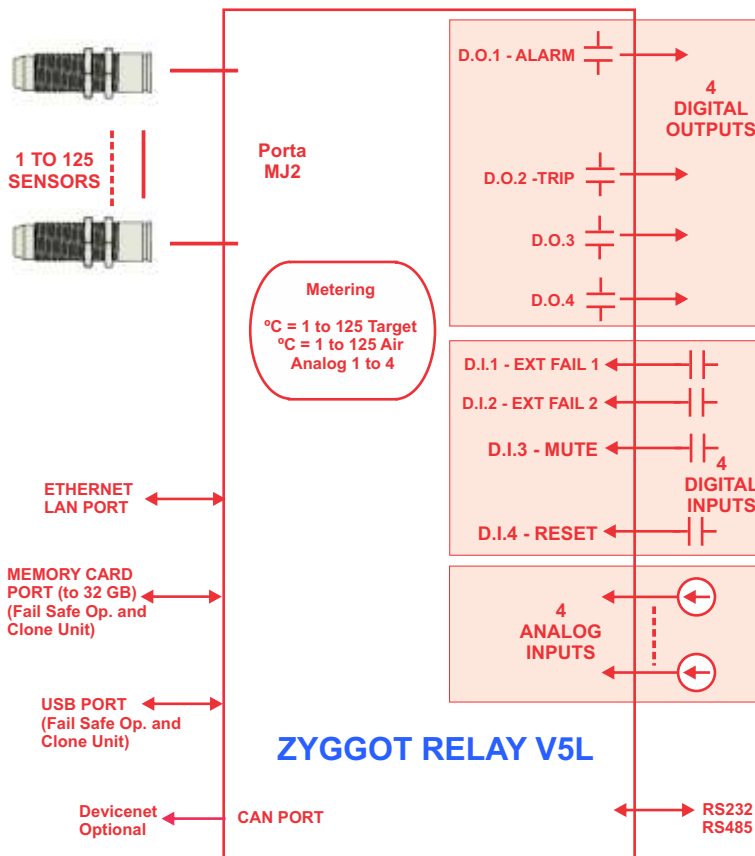 1 TO 125
SENSORS
Porta
MJ2
D.O.1 - ALARM
D.O.2 -TRIP
D.O.3
D.O.4
4
DIGITAL
OUTPUTS
Metering
ºC = 1 to 125 Target
ºC = 1 to 125 Air
Analog 1 to 4
D.I.1 - EXT FAIL 1
D.I.2 - EXT FAIL 2
D.I.3 - MUTE
D.I.4 - RESET
4
DIGITAL
INPUTS
ETHERNET
LAN PORT
MEMORY CARD
PORT (to 32 GB)
(Fail Safe Op. and
Clone Unit)
4
ANALOG
INPUTS
USB PORT
(Fail Safe Op. and
Clone Unit)
ZYGGOT RELAY V5L
Devicenet
Optional
CAN PORT
RS232
RS485